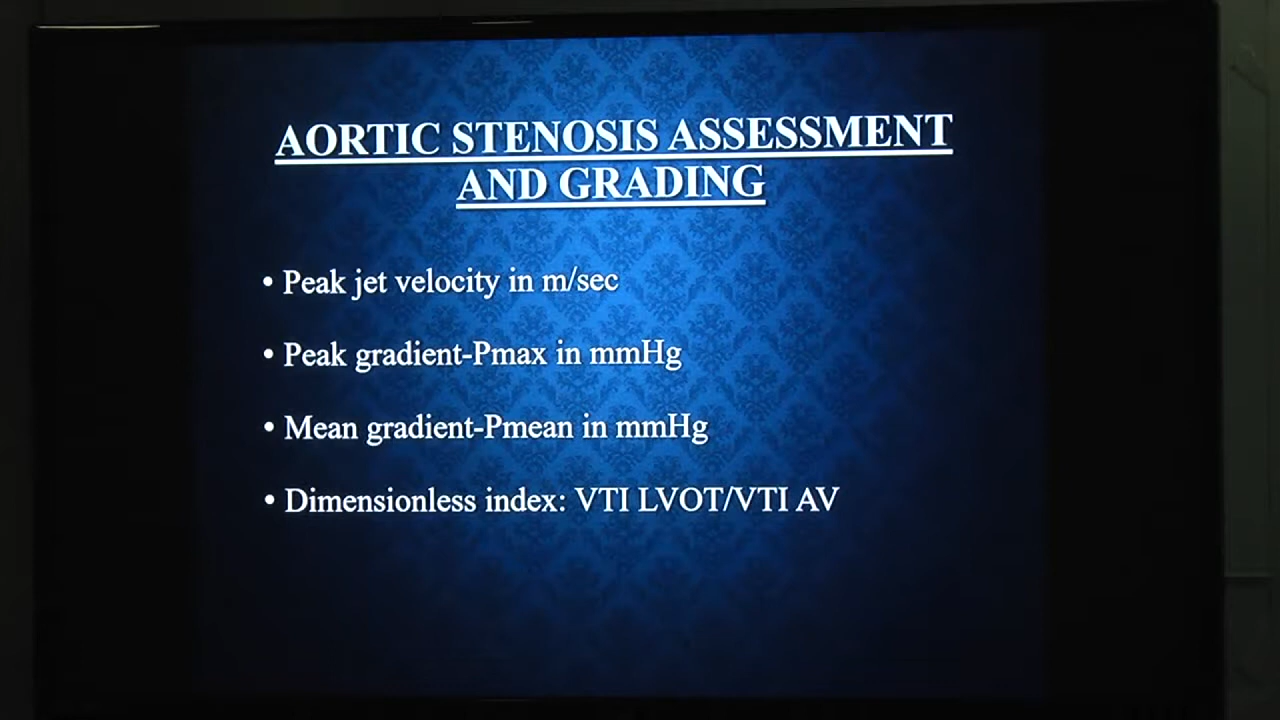 AORTIC STENOSIS ASSESSMENT
AND GRADING
• Peak jet velocity in m/sec
• Peak gradient-Pmax in mmHg
• Mean gradient-Pmean in mmHg
• Dimensionless index: VTI LVOT/VTI AV